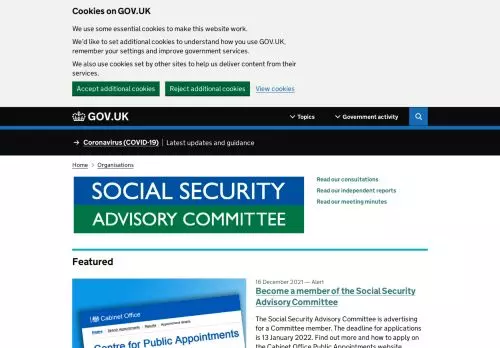 Cookies on GOV.UK
We use some essential cookies to make this website work.
We'd like to set additional cookies to understand how you use GOV.UK,
remember your settings and improve government services.
We also use cookies set by other sites to help us deliver content from their
services.
Accept additional cookies Reject additional cookies View cookies
GOV.UK Topics Government activity
→ Coronavirus (COVID-19) Latest updates and guidance
Home > Organisations
SOCIAL SECURITY
ADVISORY COMMITTEE
Read our consultations
Read our independent reports
Read our meeting minutes
Featured
Cabinet Office
Home Appointments Results Appointment details
Centre for Public Appointments
16 December 2021 — Alert
Become a member of the Social Security
Advisory Committee
The Social Security Advisory Committee is advertising
for a Committee member. The deadline for applications
is 13 January 2022. Find out more and how to apply on
the Cabinet Office Public Appointments website